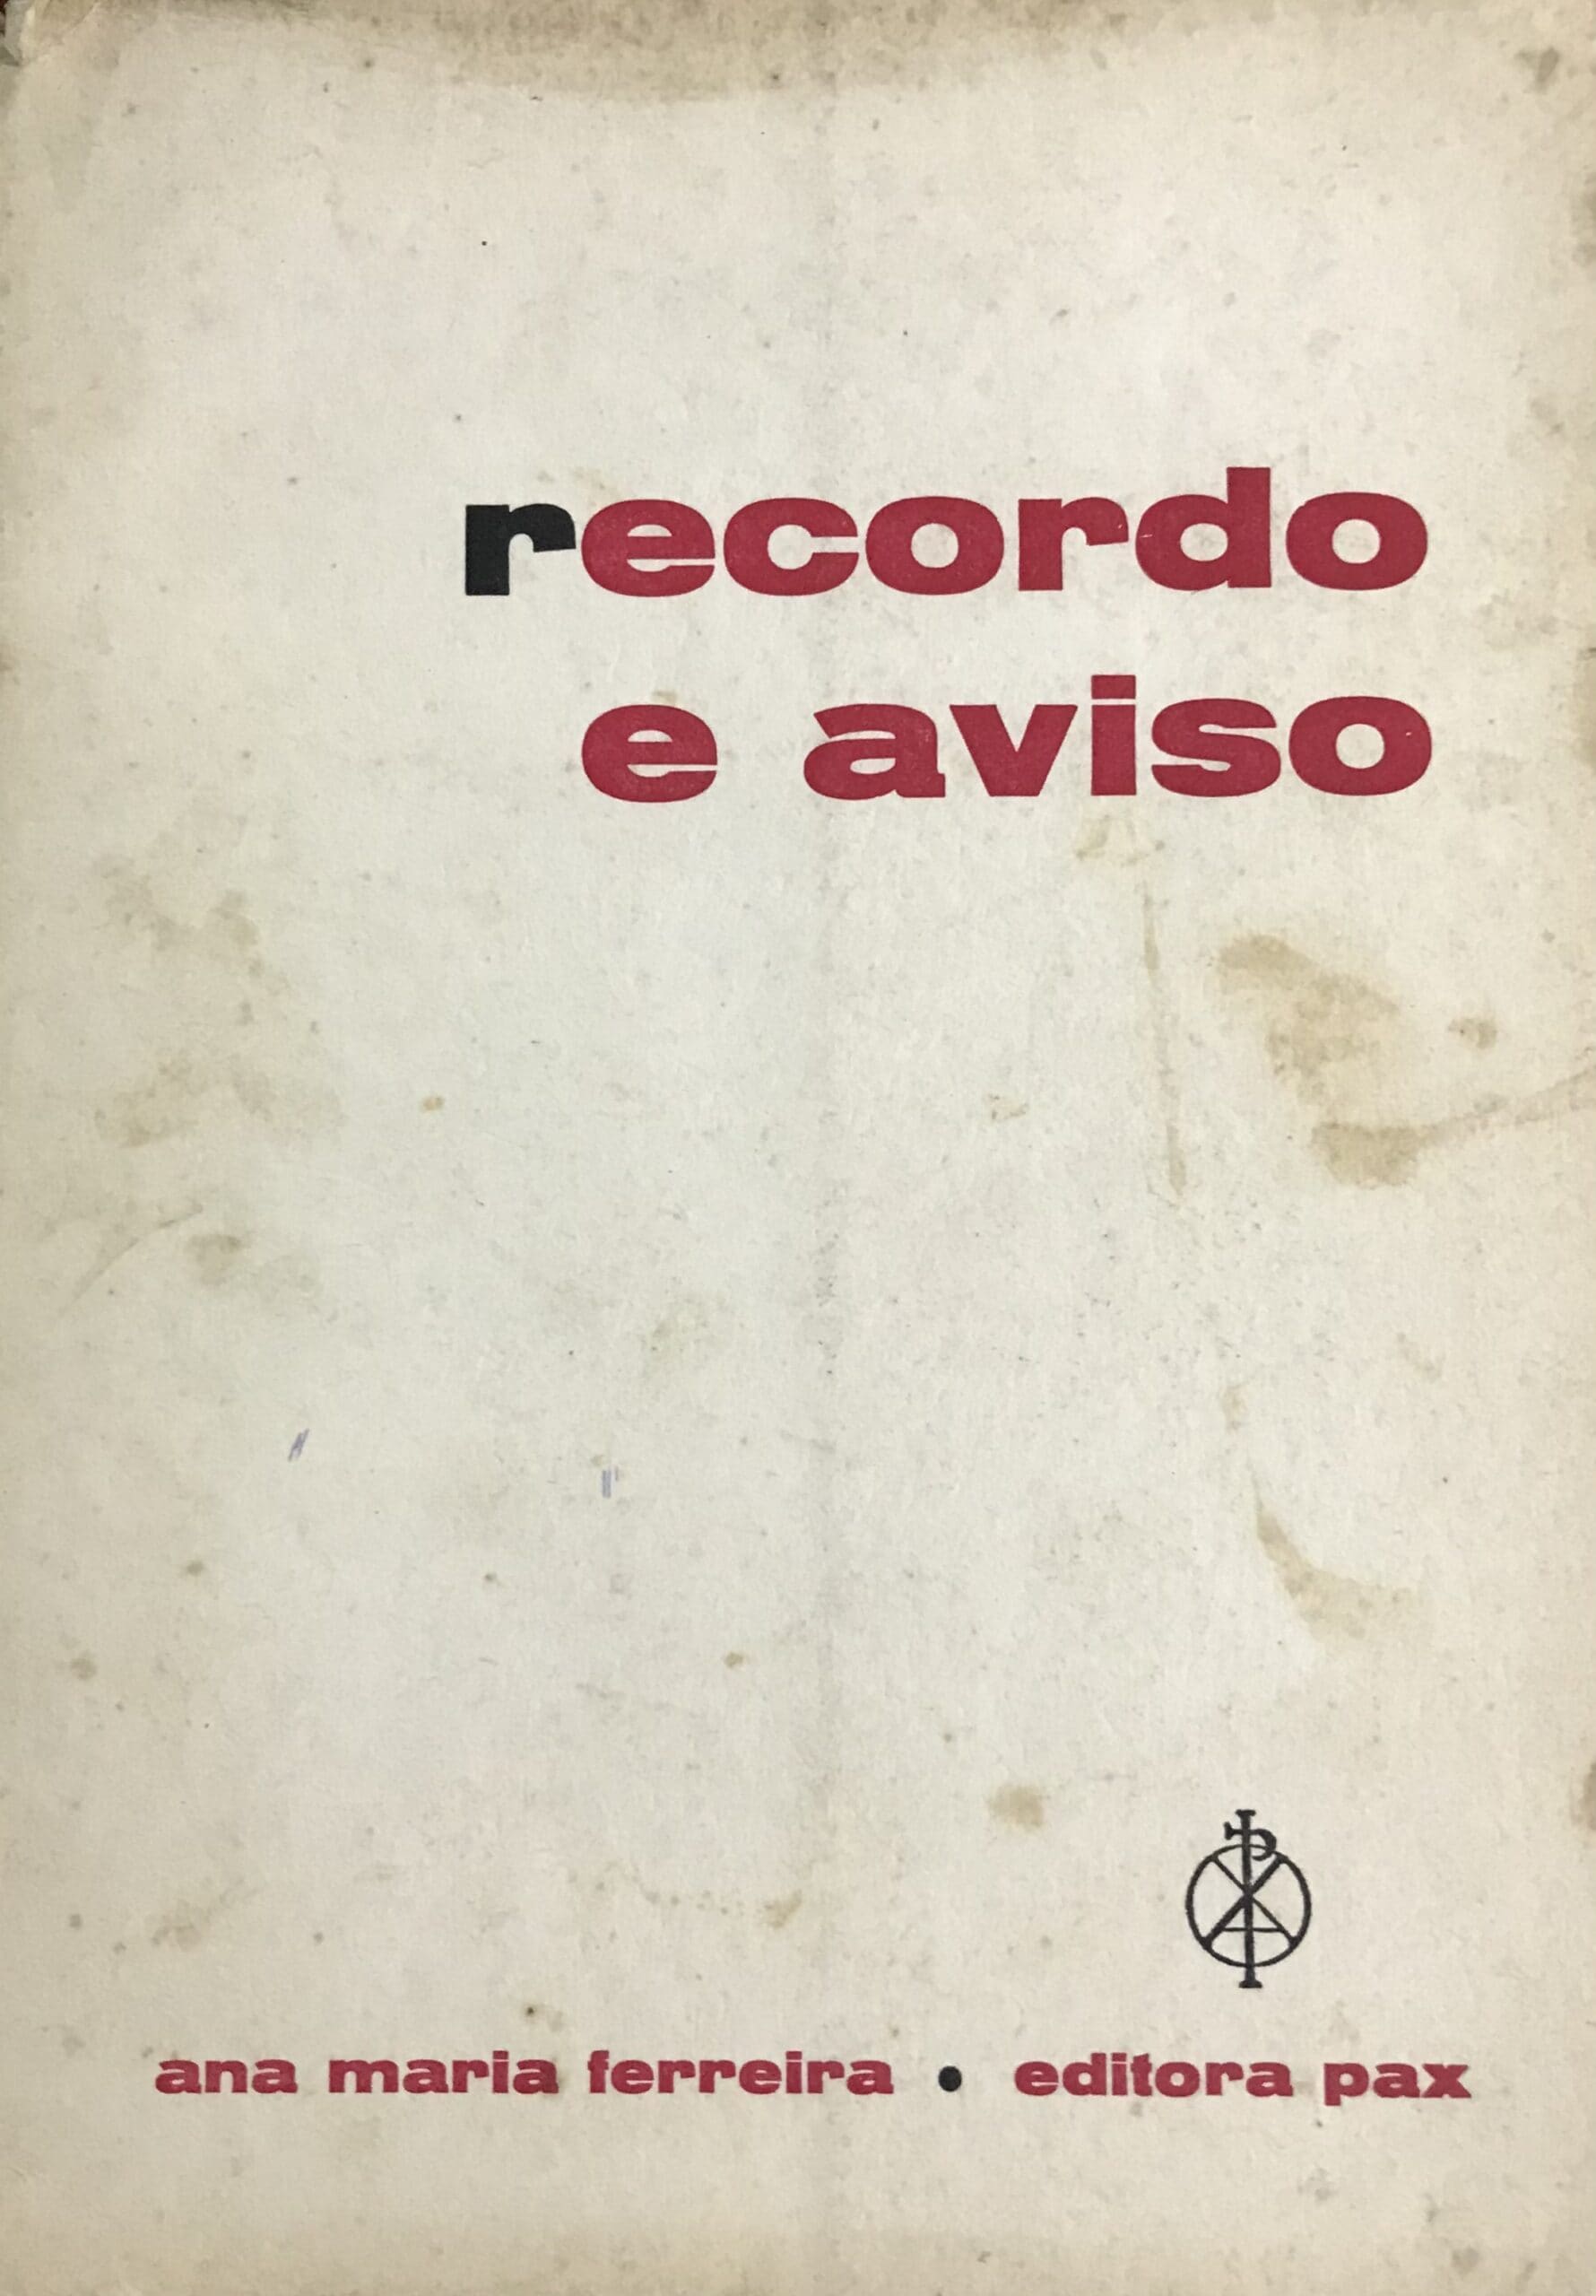 recordo
e aviso
ana maria ferreira • editora pax